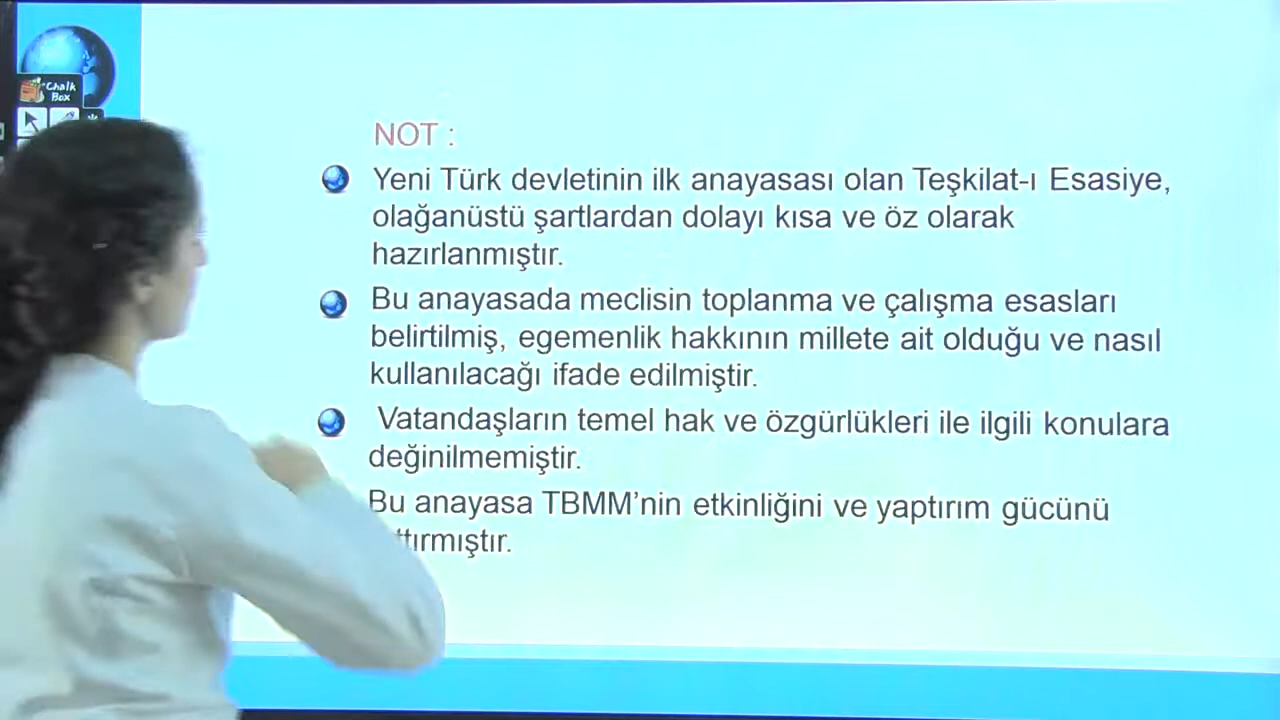 Chalk
Box
NOT :
Yeni Türk devletinin ilk anayasası olan Teşkilat-ı Esasiye,
olağanüstü şartlardan dolayı kısa ve öz olarak
hazırlanmıştır.
Bu anayasada meclisin toplanma ve çalışma esasları
belirtilmiş, egemenlik hakkının millete ait olduğu ve nasıl
kullanılacağı ifade edilmiştir.
Vatandaşların temel hak ve özgürlükleri ile ilgili konulara
değinilmemiştir.
Bu anayasa TBMM’nin etkinliğini ve yaptırım gücünü